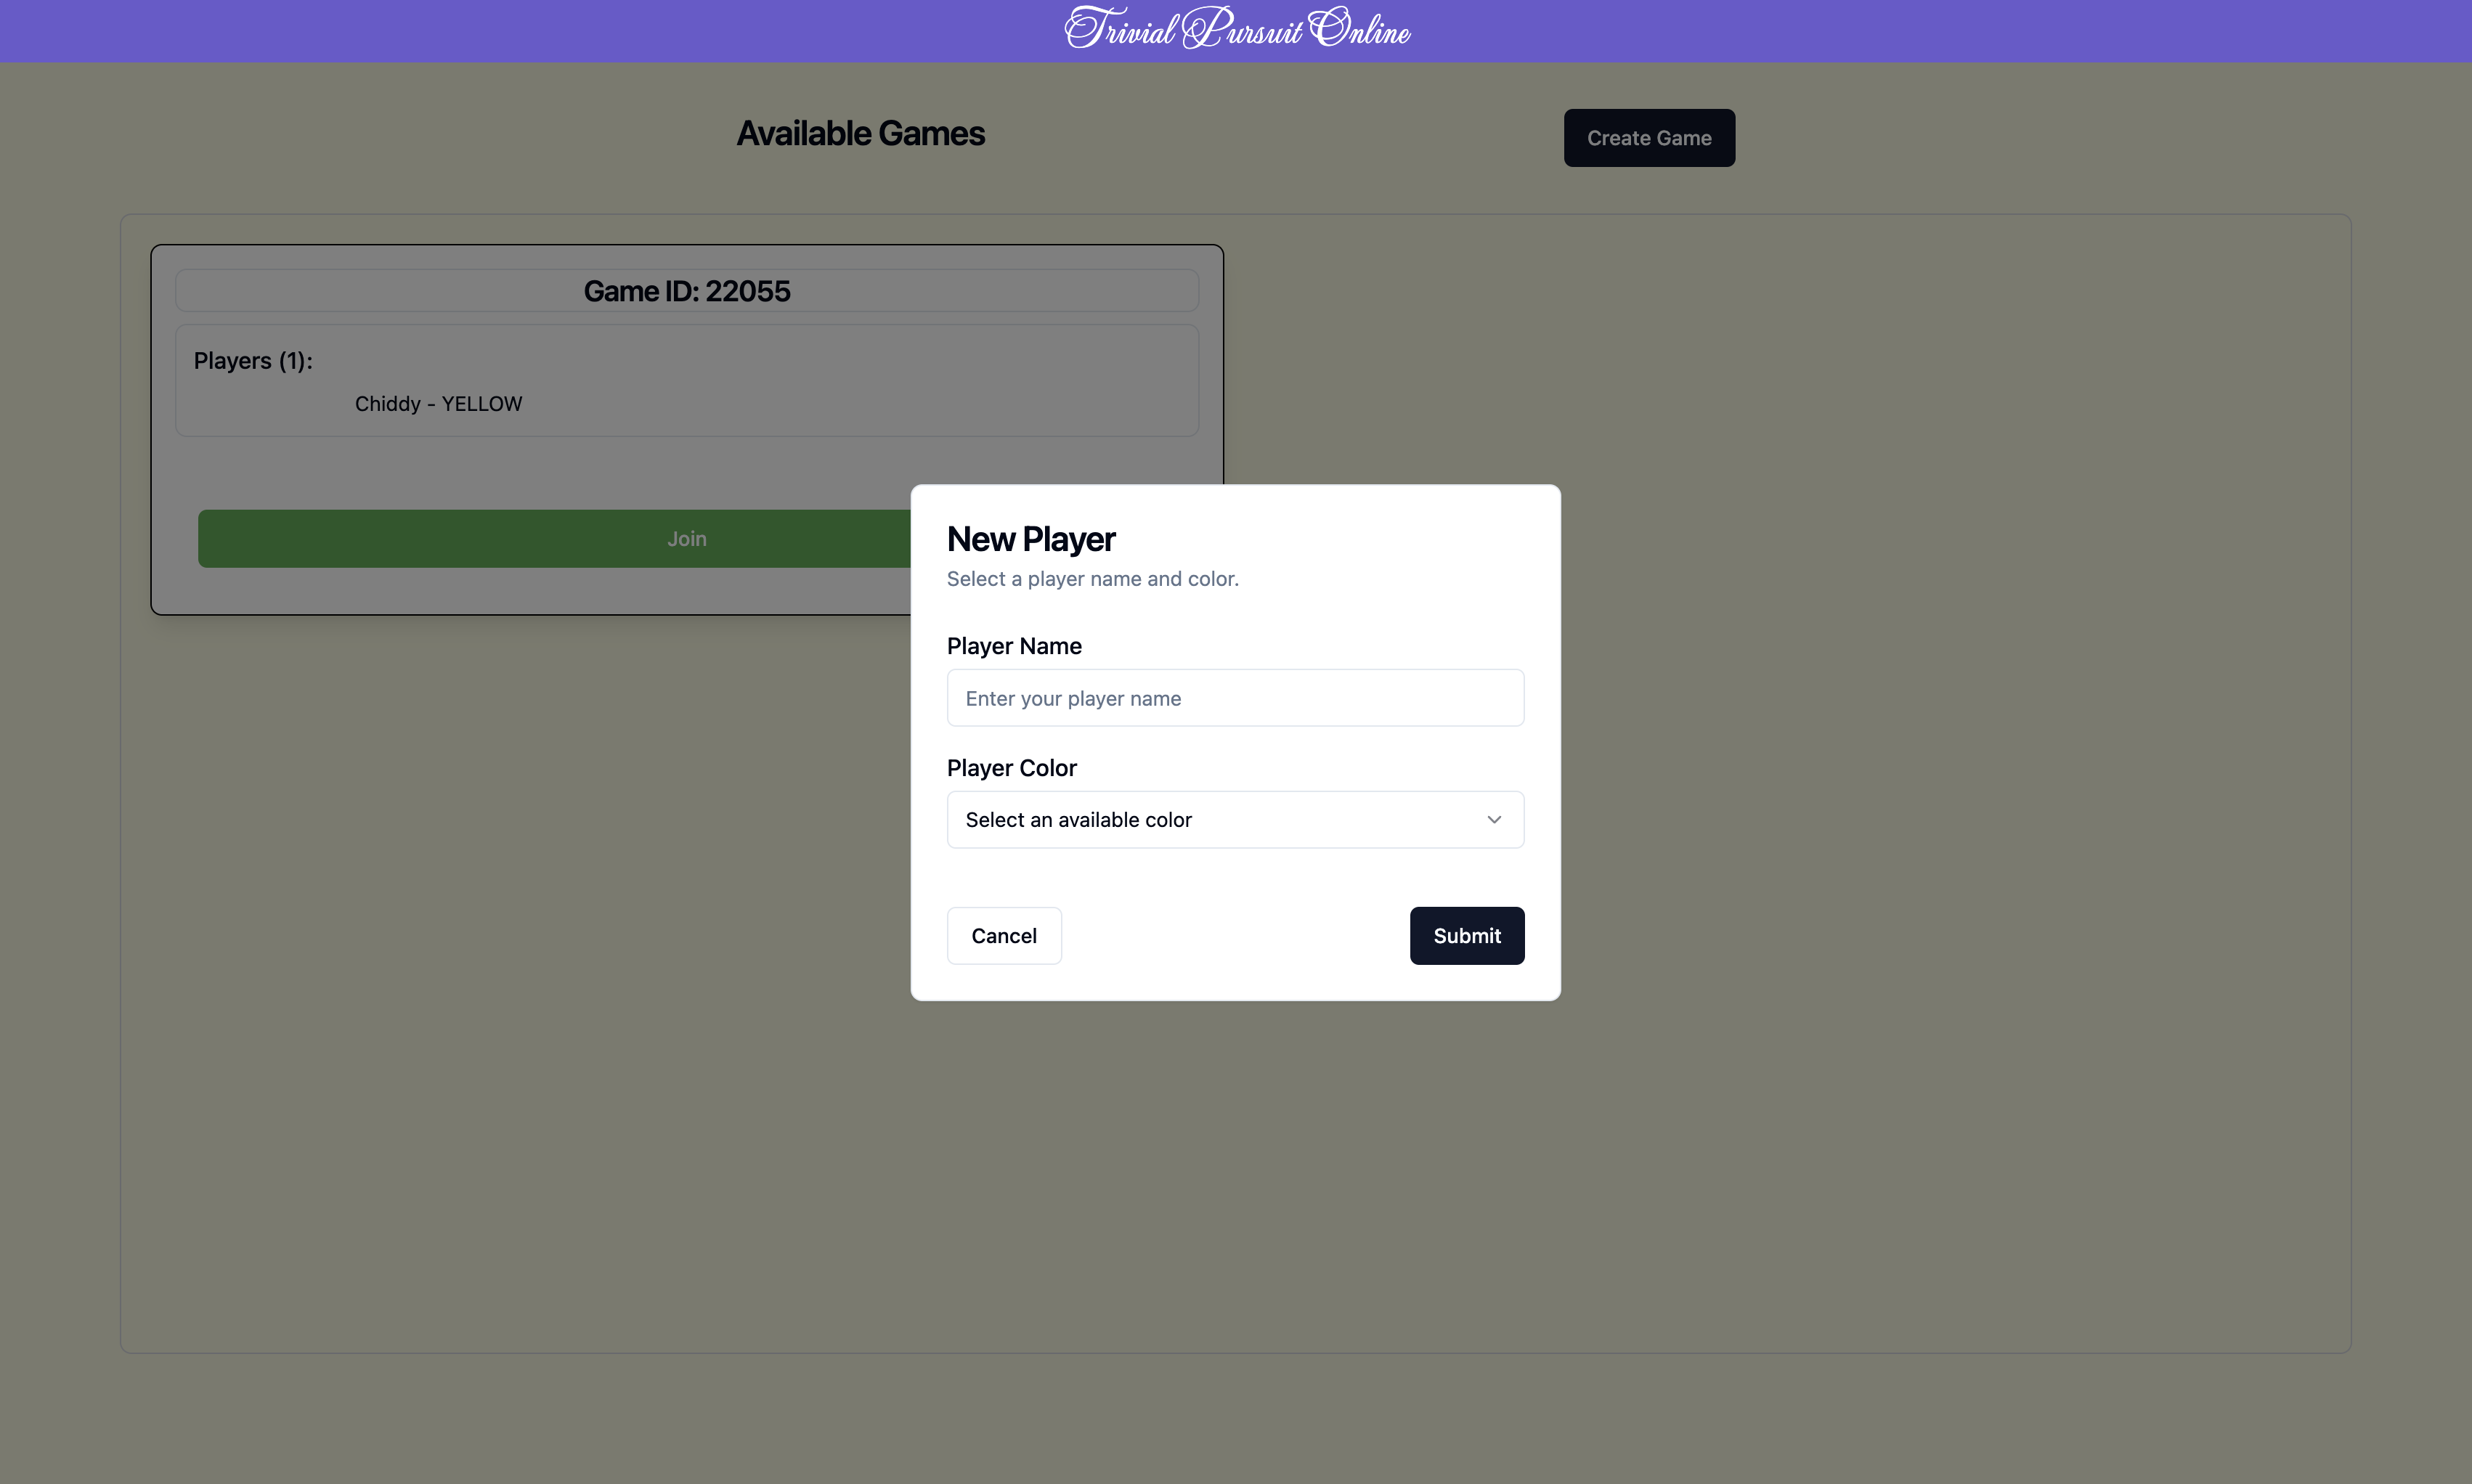 Trivial Pursuit Online
Available Games
Create Game
Game ID: 22055
Players (1):
Chiddy - YELLOW
Join
New Player
Select a player name and color.
Player Name
Enter your player name
Player Color
Select an available color
Cancel
Submit